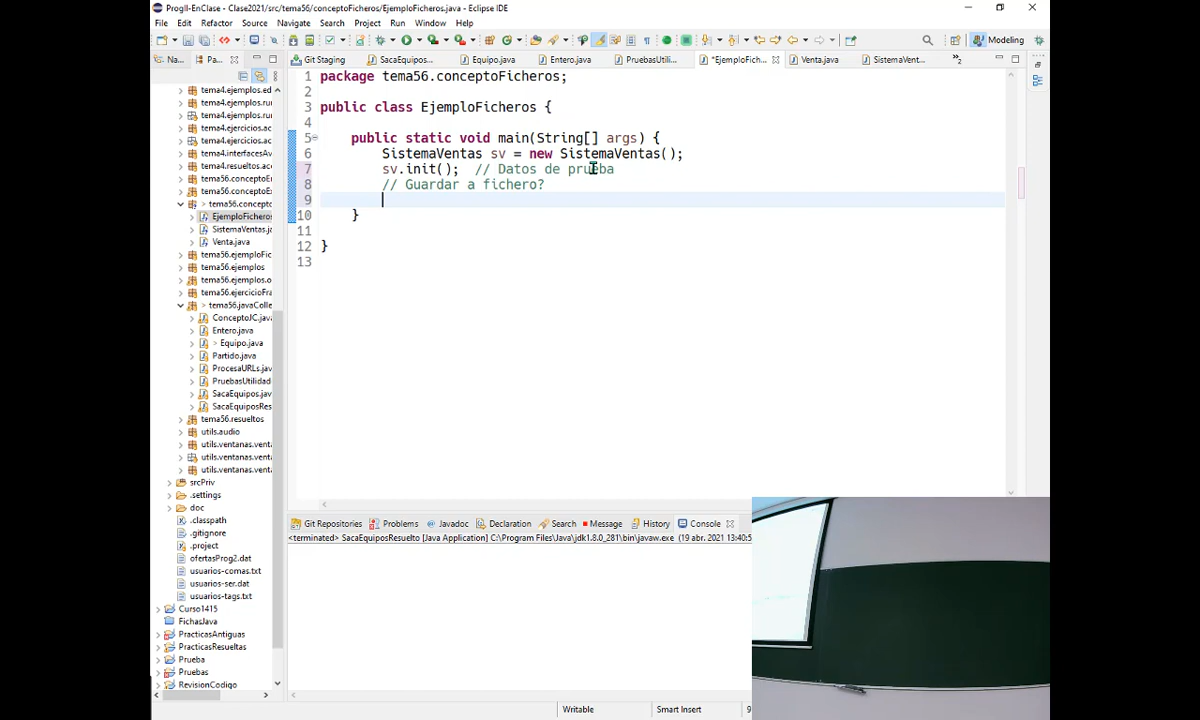 ProgII-EnClase - Clase2021/src/tema56/conceptoFicheros/EjemploFicheros.java - Eclipse IDE
File Edit Refactor Source Navigate Search Project Run Window Help
Modeling
Na... Pa...
Git Staging SacaEquipos... Equipo.java Entero.java PruebasUtili... *EjemploFicheros... Venta.java SistemaVent... »2
tema4.ejemplos.ed
tema4.ejemplos.rur
tema4.ejemplos.rur
tema4.ejercicios.ac
tema4.ejercicios.ac
tema4.interfacesAv
tema4.resueltos.ac
tema56.conceptoE
tema56.conceptoEs
> tema56.concepto
EjemploFicheros
SistemaVentas.ja
Venta.java
tema56.ejemploFic
tema56.ejemplos
tema56.ejemplos.o
tema56.ejercicioFra
> tema56.javaColle
ConceptoJC.java
Entero.java
> Equipo.java
Partido.java
ProcesaURLs.java
PruebasUtilidad
SacaEquipos.jav
SacaEquiposRes
tema56.resueltos
utils.audio
utils.ventanas.vent
utils.ventanas.vent
utils.ventanas.vent
srcPriv
.settings
doc
.classpath
.gitignore
.project
ofertasProg2.dat
usuarios-comas.txt
usuarios-ser.dat
usuarios-tags.txt
Curso1415
FichasJava
PracticasAntiguas
PracticasResueltas
Prueba
Pruebas
RevisionCodigo
1 package tema56.conceptoFicheros;
2
3 public class EjemploFicheros {
4
5 public static void main(String[] args) {
6 SistemaVentas sv = new SistemaVentas();
7 sv.init(); // Datos de prueba
8 // Guardar a fichero?
9
10 }
11
12 }
13
Git Repositories Problems Javadoc Declaration Search Message History Console
<terminated> SacaEquiposResuelto [Java Application] C:\Program Files\Java\jdk1.8.0_281\bin\javaw.exe (19 abr. 2021 13:40:5
Writable Smart Insert 9